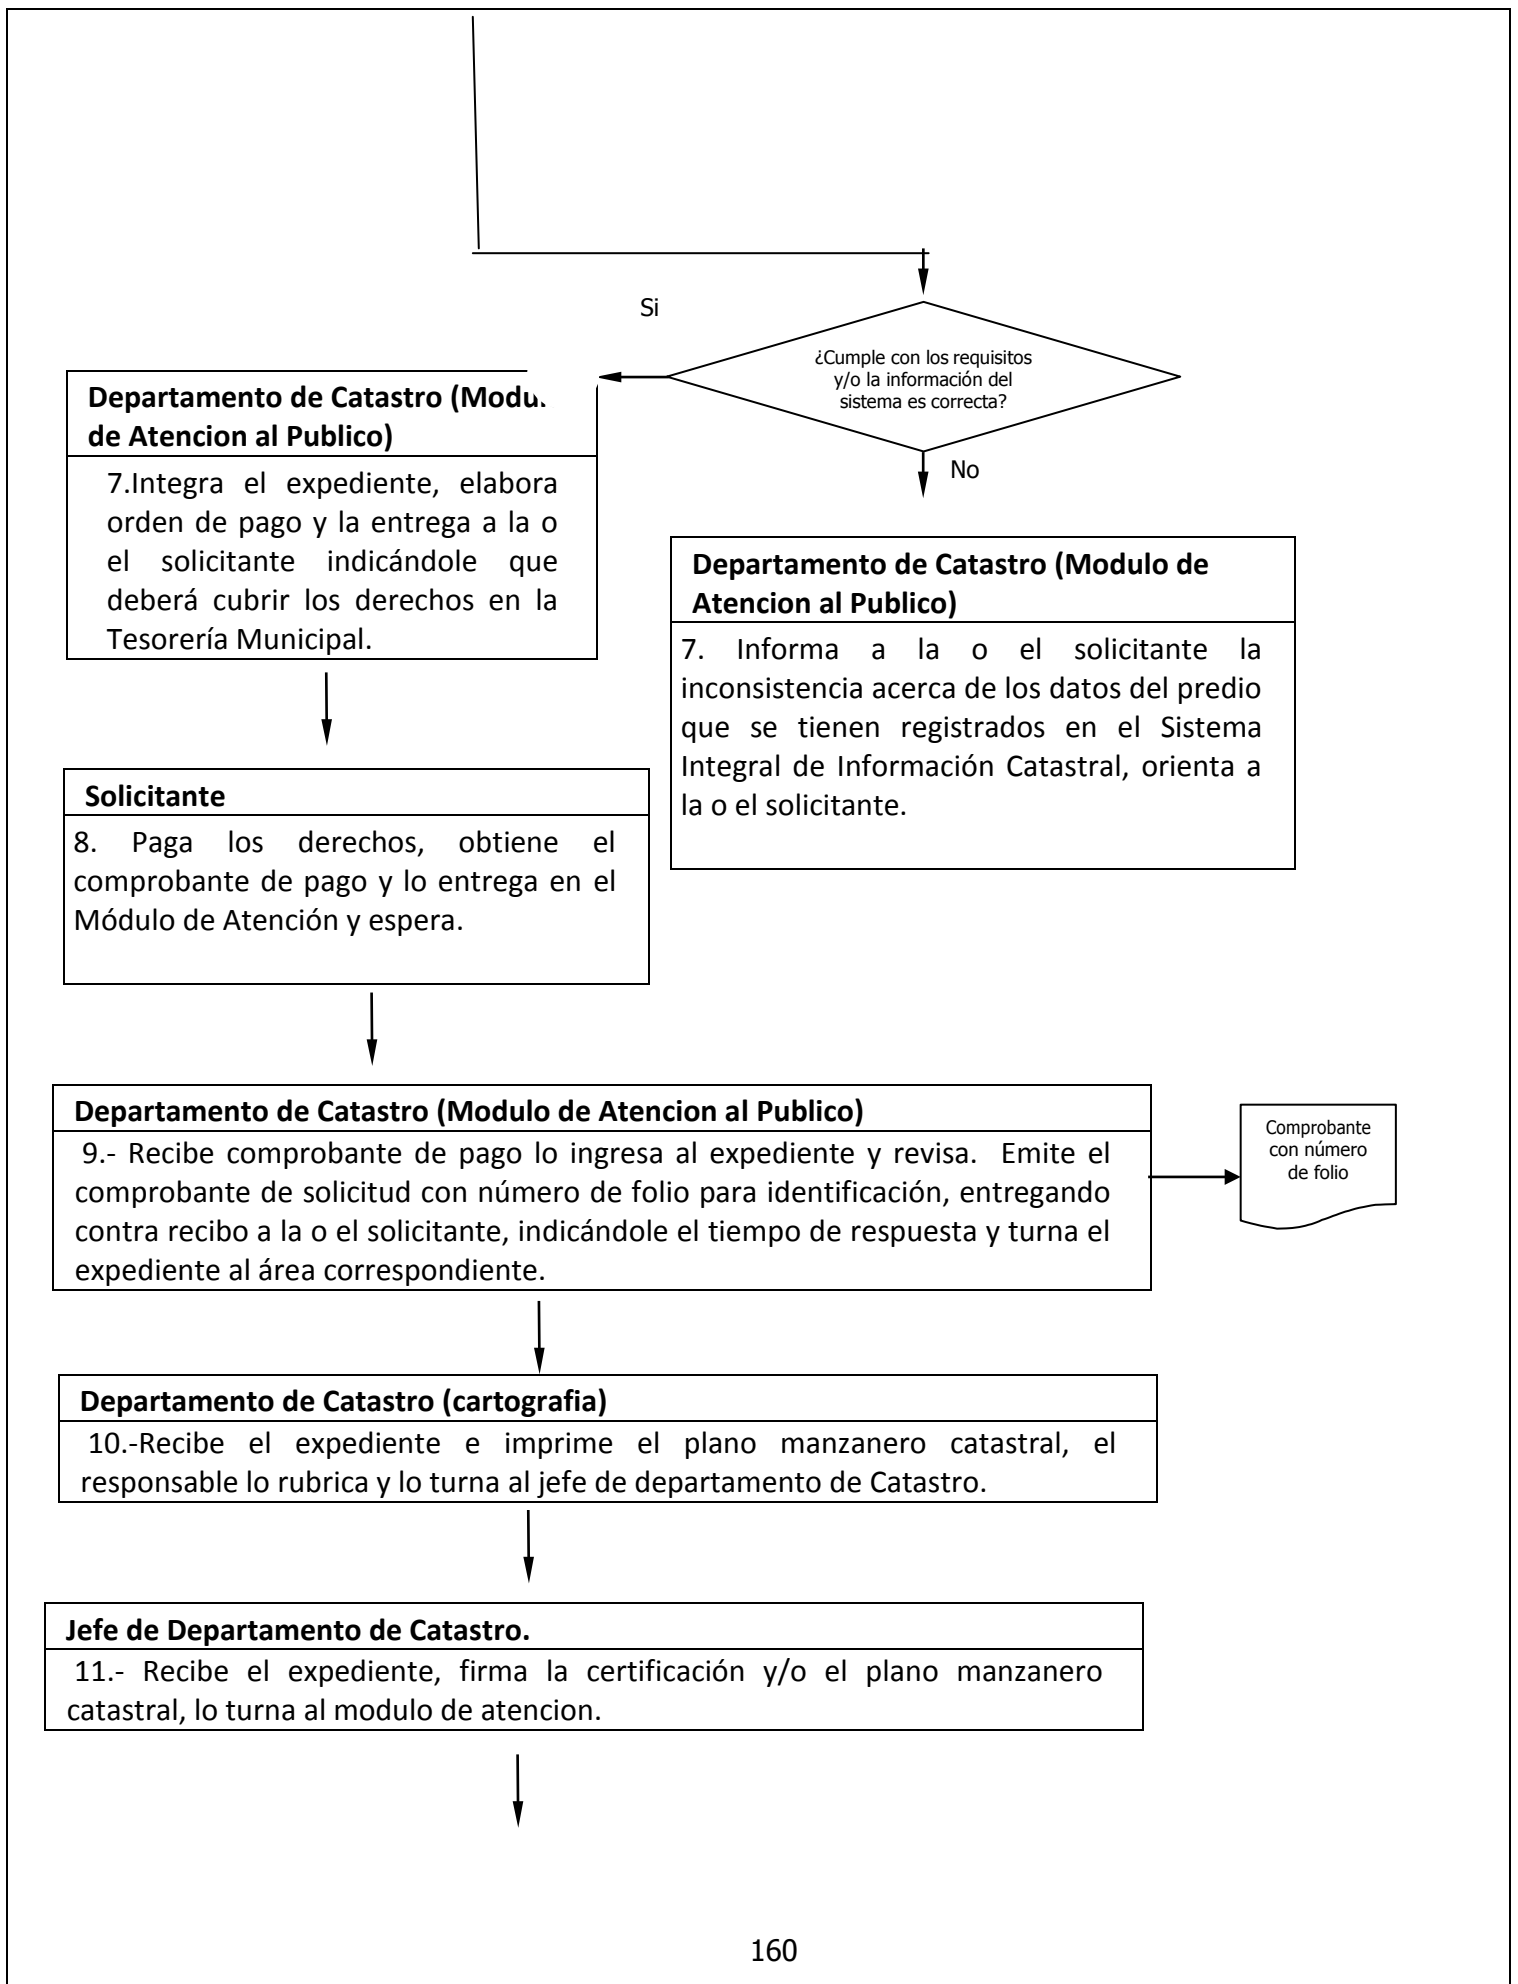 Si
¿Cumple con los requisitos
y/o la información del
sistema es correcta?
No
Departamento de Catastro
de Atencion al Publico)
7.Integra el expediente, elabora
orden de pago y la entrega a la o
el solicitante indicándole que
deberá cubrir los derechos en la
Tesorería Municipal.
Departamento de Catastro (Modulo de
Atencion al Publico)
7. Informa a la o el solicitante la
inconsistencia acerca de los datos del predio
que se tienen registrados en el Sistema
Integral de Información Catastral, orienta a
la o el solicitante.
Solicitante
8. Paga los derechos, obtiene el
comprobante de pago y lo entrega en el
Módulo de Atención y espera.
Departamento de Catastro (Modulo de Atencion al Publico)
9.- Recibe comprobante de pago lo ingresa al expediente y revisa. Emite el
comprobante de solicitud con número de folio para identificación, entregando
contra recibo a la o el solicitante, indicándole el tiempo de respuesta y turna el
expediente al área correspondiente.
Comprobante
con número
de folio
Departamento de Catastro (cartografia)
10.-Recibe el expediente e imprime el plano manzanero catastral, el
responsable lo rubrica y lo turna al jefe de departamento de Catastro.
Jefe de Departamento de Catastro.
11.- Recibe el expediente, firma la certificación y/o el plano manzanero
catastral, lo turna al modulo de atencion.
160